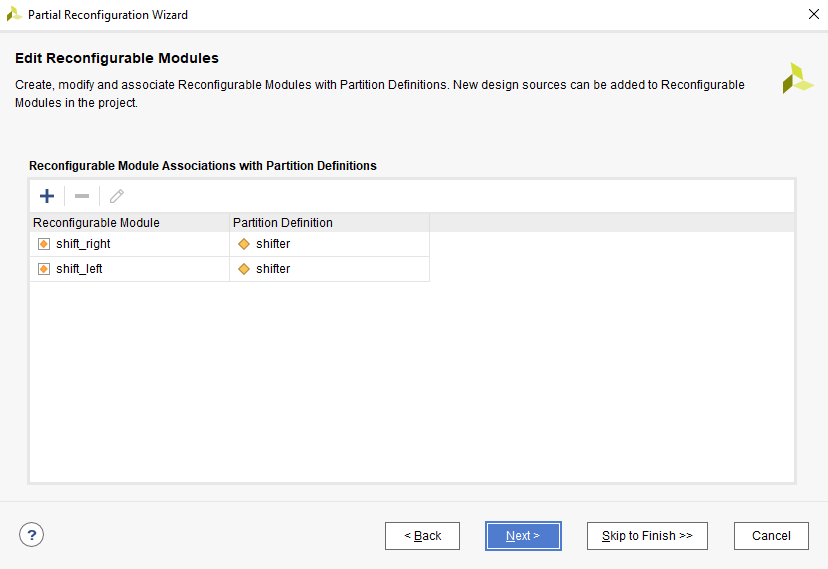 Partial Reconfiguration Wizard
Edit Reconfigurable Modules
Create, modify and associate Reconfigurable Modules with Partition Definitions. New design sources can be added to Reconfigurable
Modules in the project.
Reconfigurable Module Associations with Partition Definitions
Reconfigurable Module Partition Definition
shift_right shifter
shift_left shifter
? < Back Next > Skip to Finish >> Cancel